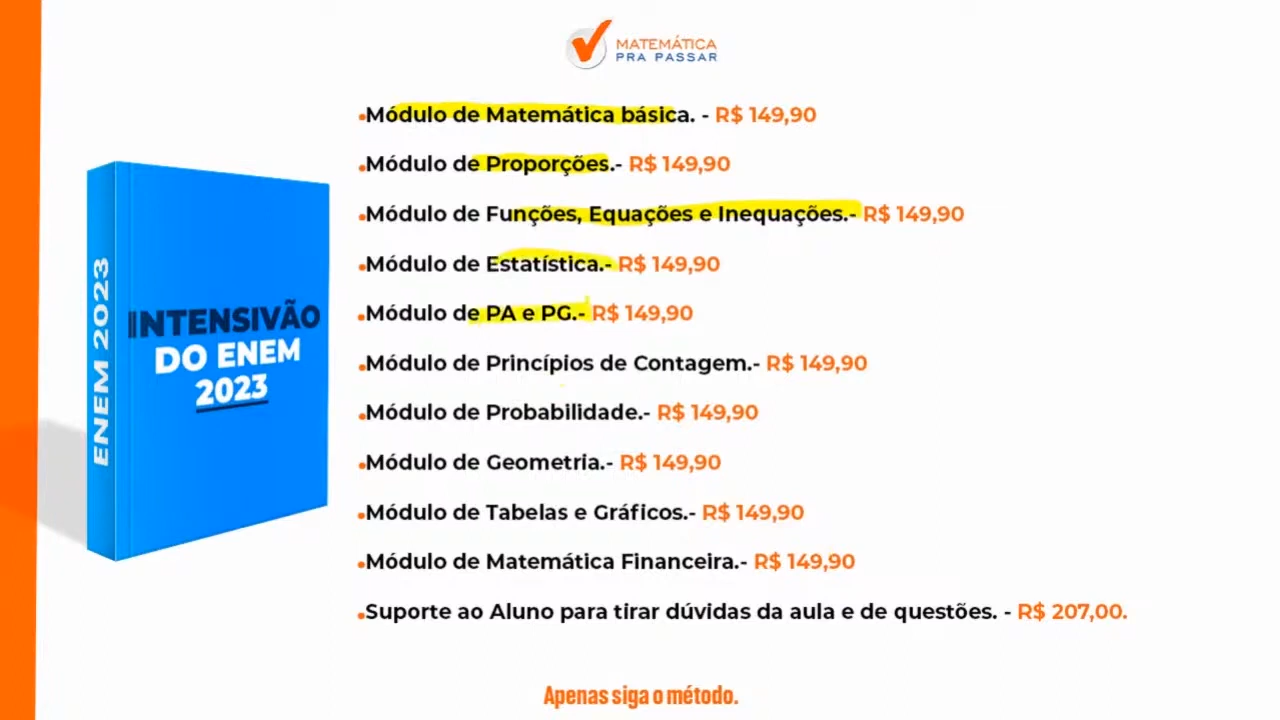 MATEMÁTICA
PRA PASSAR
•Módulo de Matemática básica. - R$ 149,90
•Módulo de Proporções.- R$ 149,90
•Módulo de Funções, Equações e Inequações.- R$ 149,90
•Módulo de Estatística.- R$ 149,90
•Módulo de PA e PG.- R$ 149,90
•Módulo de Princípios de Contagem.- R$ 149,90
•Módulo de Probabilidade.- R$ 149,90
•Módulo de Geometria.- R$ 149,90
•Módulo de Tabelas e Gráficos.- R$ 149,90
•Módulo de Matemática Financeira.- R$ 149,90
•Suporte ao Aluno para tirar dúvidas da aula e de questões. - R$ 207,00.
ENEM 2023
INTENSIVÃO
DO ENEM
2023
Apenas siga o método.